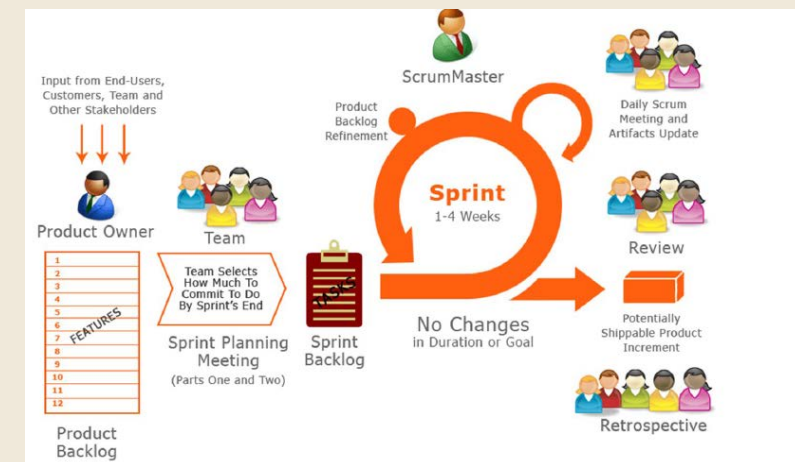 Input from End-Users,
Customers, Team and
Other Stakeholders
Product Owner
1
2
3
4
5
6
7
8
9
10
11
12
FEATURES
Product
Backlog
Team
Team Selects
How Much To
Commit To Do
By Sprint's End
Sprint Planning
Meeting
(Parts One and Two)
TASKS
Sprint
Backlog
ScrumMaster
Product
Backlog
Refinement
Sprint
1-4 Weeks
No Changes
in Duration or Goal
Daily Scrum
Meeting and
Artifacts Update
Review
Potentially
Shippable Product
Increment
Retrospective